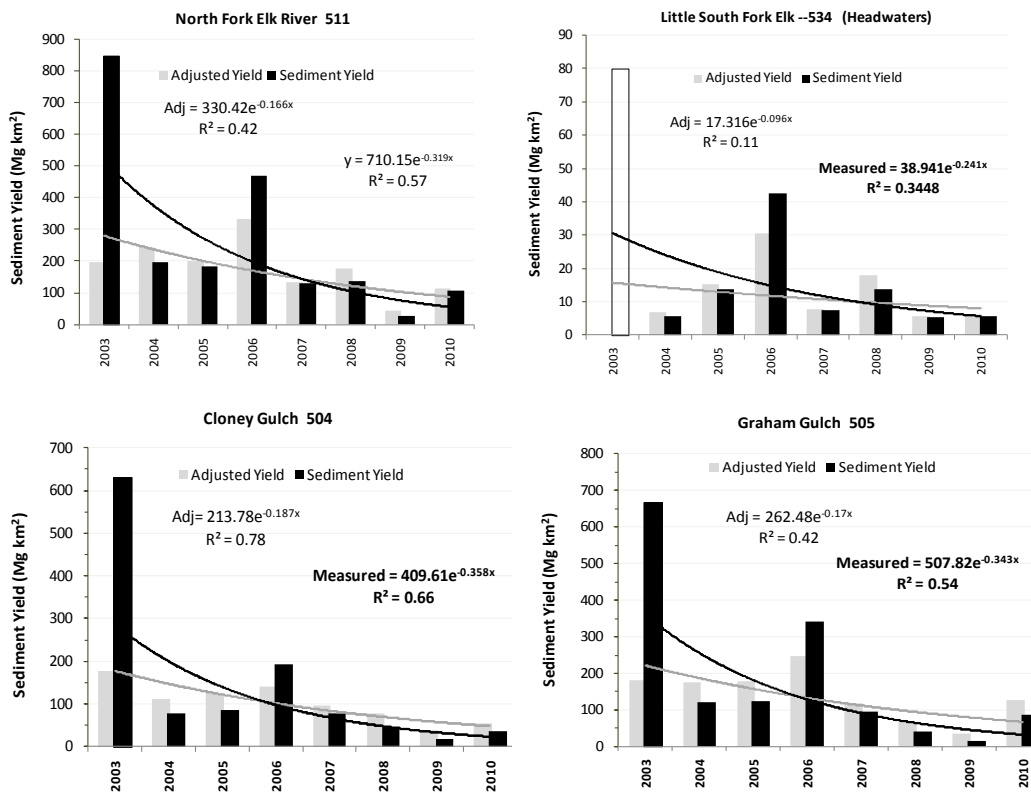 North Fork Elk River 511
Sediment Yield (Mg km²)
900
800
700
600
500
400
300
200
100
0
Adjusted Yield Sediment Yield
Adj = 330.42e^-0.166x
R² = 0.42
y = 710.15e^-0.319x
R² = 0.57
2003 2004 2005 2006 2007 2008 2009 2010
Little South Fork Elk --534 (Headwaters)
Sediment Yield (Mg km²)
90
80
70
60
50
40
30
20
10
0
Adjusted Yield Sediment Yield
Adj = 17.316e^-0.096x
R² = 0.11
Measured = 38.941e^-0.241x
R² = 0.3448
2003 2004 2005 2006 2007 2008 2009 2010
Cloney Gulch 504
Sediment Yield (Mg km²)
700
600
500
400
300
200
100
0
Adjusted Yield Sediment Yield
Adj= 213.78e^-0.187x
R² = 0.78
Measured = 409.61e^-0.358x
R² = 0.66
2003 2004 2005 2006 2007 2008 2009 2010
Graham Gulch 505
Sediment Yield (Mg km²)
800
700
600
500
400
300
200
100
0
Adjusted Yield Sediment Yield
Adj = 262.48e^-0.17x
R² = 0.42
Measured = 507.82e^-0.343x
R² = 0.54
2003 2004 2005 2006 2007 2008 2009 2010